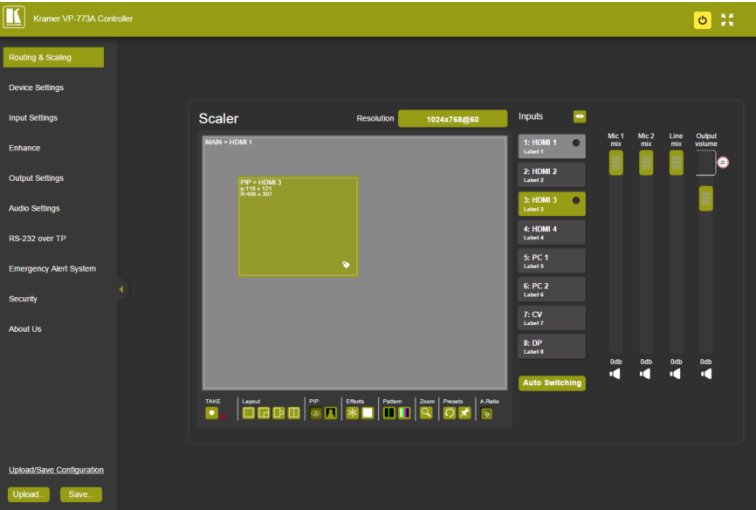 Kramer VP-773A Controller
Routing & Scaling
Device Settings
Input Settings
Enhance
Output Settings
Audio Settings
RS-232 over TP
Emergency Alert System
Security
About Us
Upload/Save Configuration
Upload...
Save...
Scaler
Resolution
1024x768@60
MAIN > HDMI 1
PIP > HDMI 3
TAKE
Layout
PIP
Effects
Pattern
Zoom
Presets
A.Ratio
Inputs
1: HDMI 1
Label 1
2: HDMI 2
Label 2
3: HDMI 3
Label 3
4: HDMI 4
Label 4
5: PC 1
Label 5
6: PC 2
Label 6
7: CV
Label 7
8: DP
Label 8
Auto Switching
Mic 1
mix
Mic 2
mix
Line
mix
Output
volume
0db
0db
0db
0db